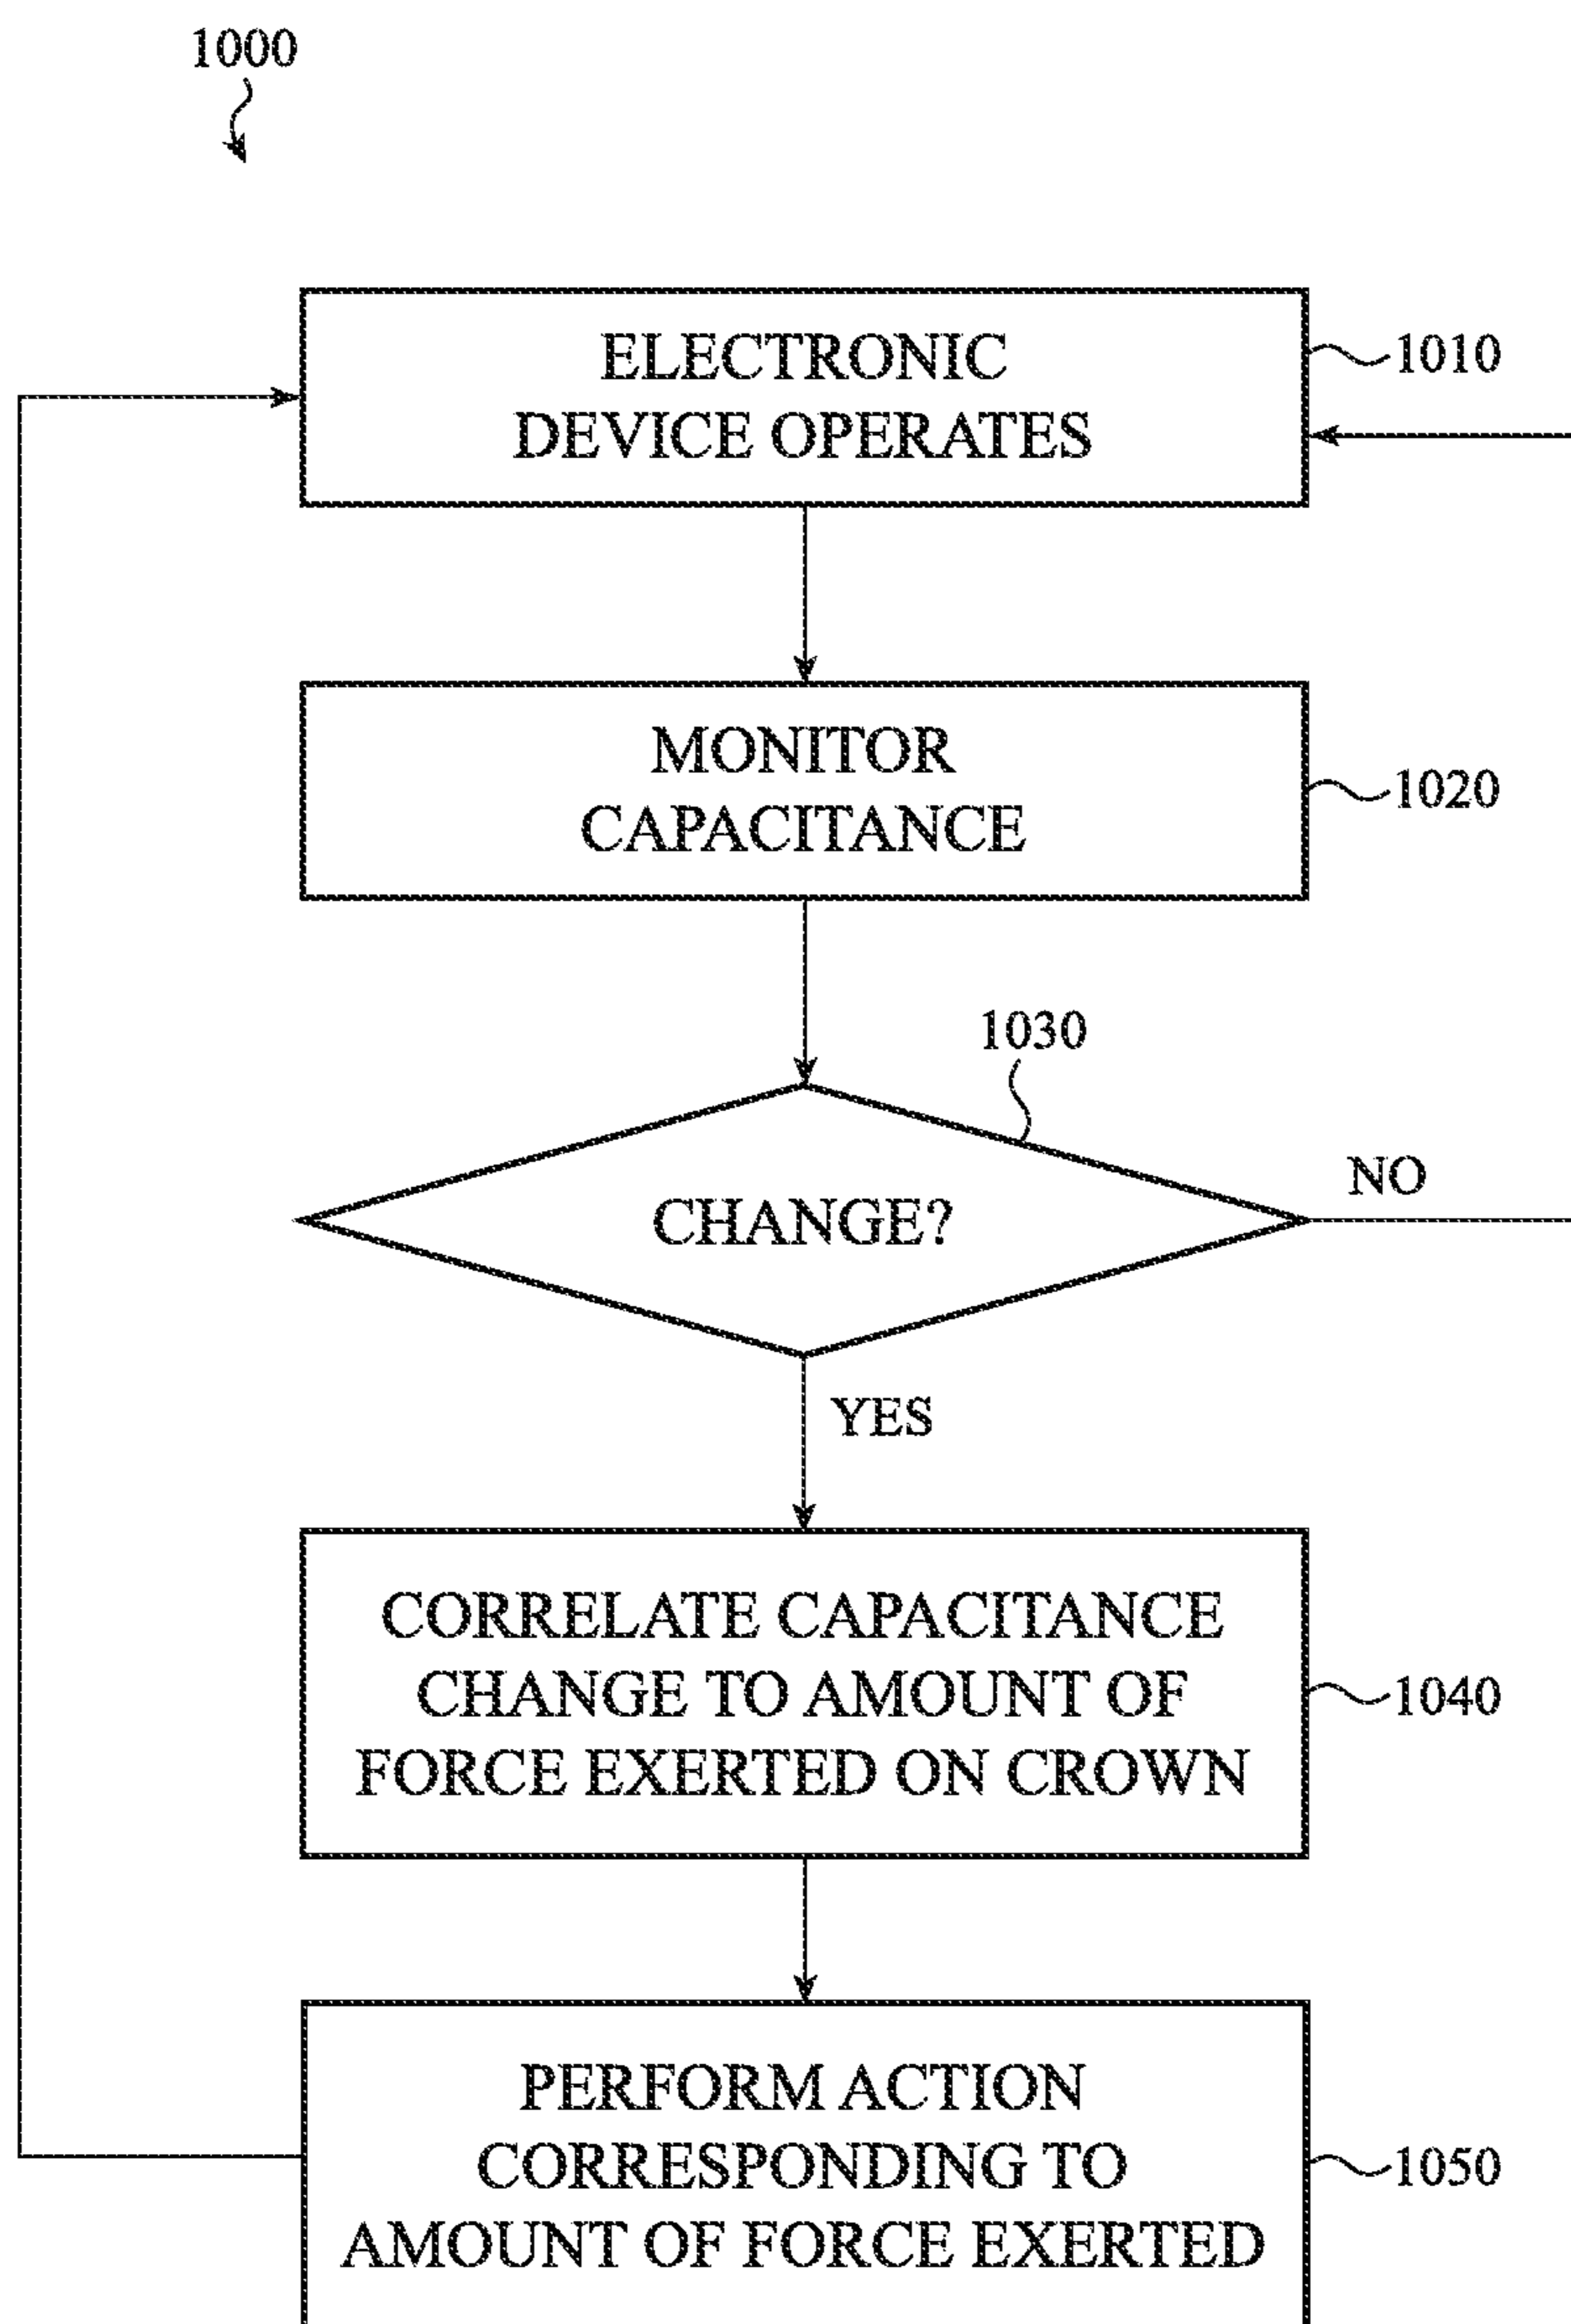 1000
ELECTRONIC
DEVICE OPERATES
1010
MONITOR
CAPACITANCE
1020
1030
CHANGE?
NO
YES
CORRELATE CAPACITANCE
CHANGE TO AMOUNT OF
FORCE EXERTED ON CROWN
1040
PERFORM ACTION
CORRESPONDING TO
AMOUNT OF FORCE EXERTED
1050